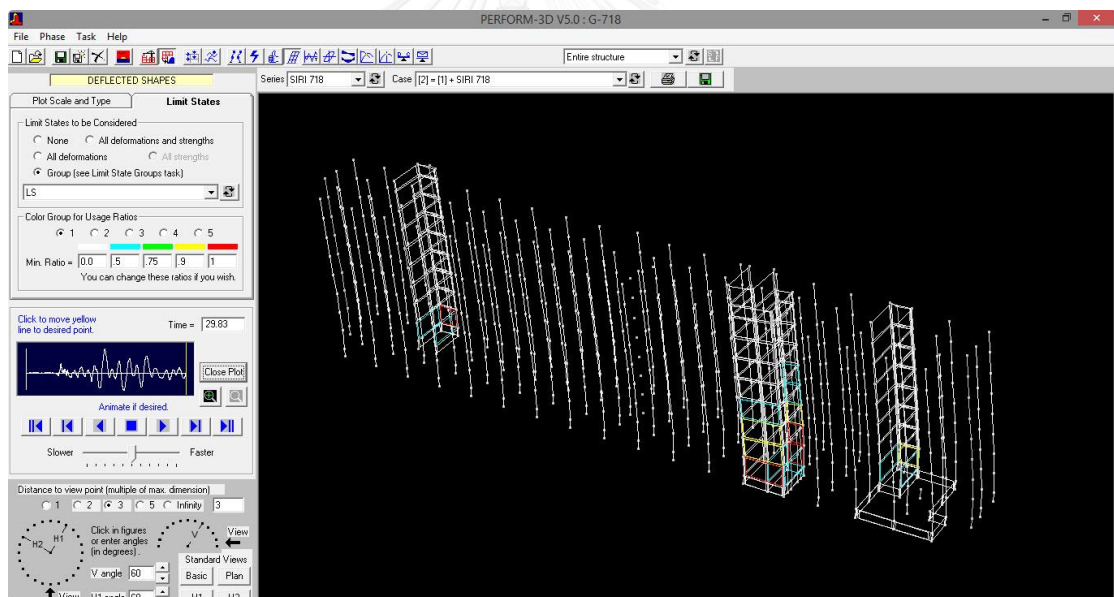 PERFORM-3D V5.0 : G-718
File Phase Task Help
Entire structure
DEFLECTED SHAPES
Series SIRI 718 Case [2] = [1] + SIRI 718
Plot Scale and Type Limit States
Limit States to be Considered
None All deformations and strengths
All deformations All strengths
Group (see Limit State Groups task)
LS
Color Group for Usage Ratios
1 2 3 4 5
Min. Ratio = 0.0 .5 .75 .9 1
You can change these ratios if you wish.
Click to move yellow
line to desired point.
Time = 29.83
Close Plot
Animate if desired.
Slower Faster
Distance to view point (multiple of max. dimension)
1 2 3 5 Infinity 3
H2 H1
Click in figures
or enter angles
(in degrees).
V
View
Standard Views
V angle 60
Basic Plan
View H1 angle 60
H1 H2